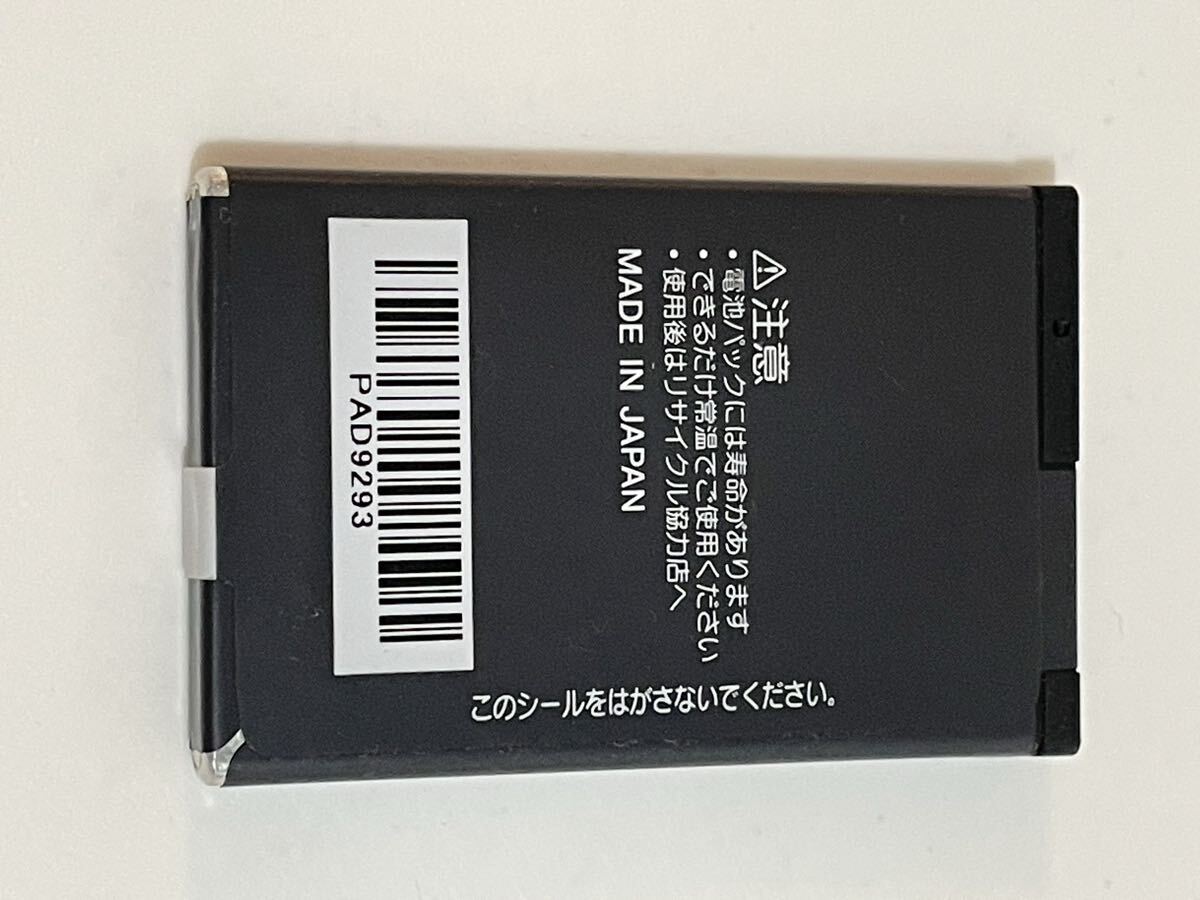 ⚠注意
・電池パックには寿命があります
・できるだけ常温でご使用ください
・使用後はリサイクル協力店へ
MADE IN JAPAN
PAD9293
このシールをはがさないでください。